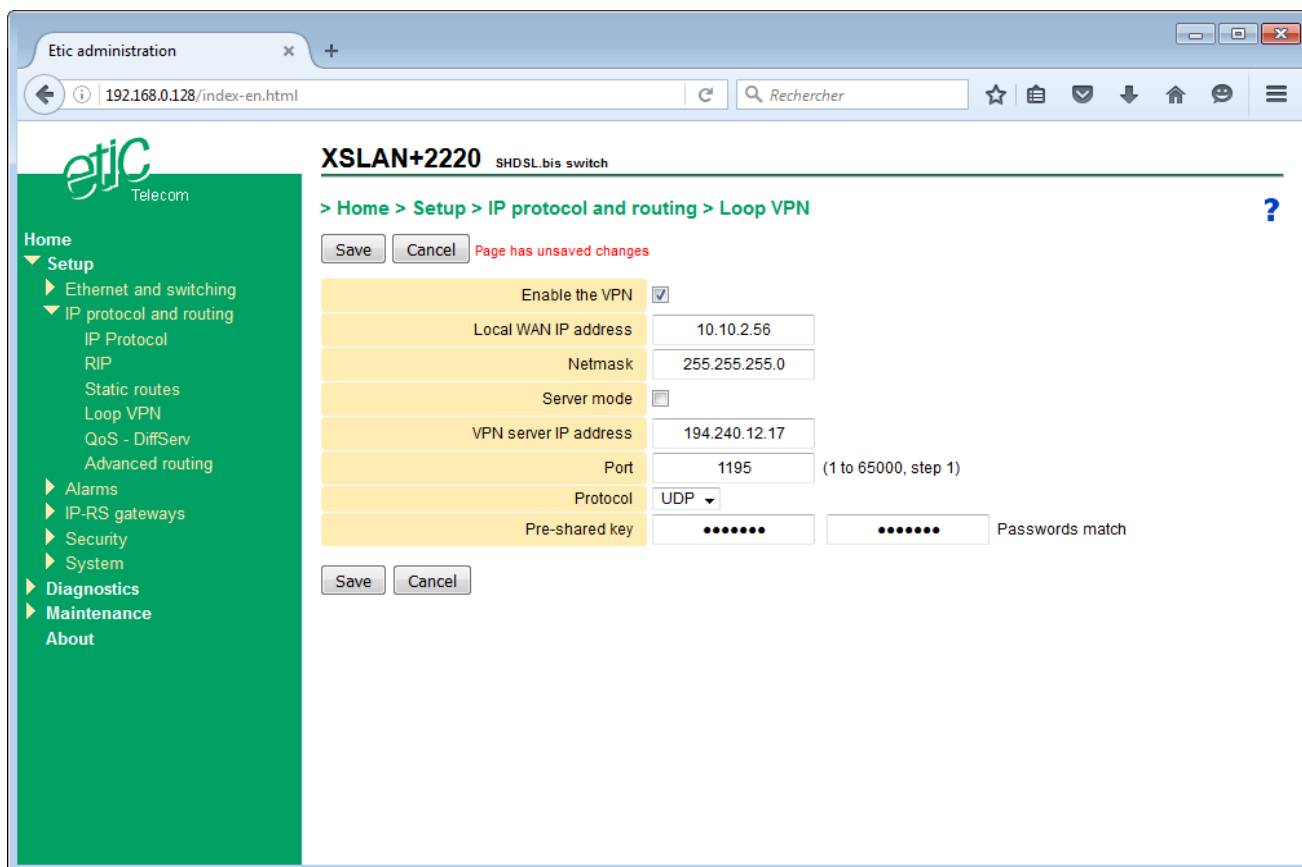 Etic administration
192.168.0.128/index-en.html
Rechercher
etic
Telecom
XSLAN+2220 SHDSL.bis switch
> Home > Setup > IP protocol and routing > Loop VPN
?
Home
Setup
Ethernet and switching
IP protocol and routing
IP Protocol
RIP
Static routes
Loop VPN
QoS - DiffServ
Advanced routing
Alarms
IP-RS gateways
Security
System
Diagnostics
Maintenance
About
Save Cancel Page has unsaved changes
Enable the VPN
Local WAN IP address 10.10.2.56
Netmask 255.255.255.0
Server mode
VPN server IP address 194.240.12.17
Port 1195 (1 to 65000, step 1)
Protocol UDP
Pre-shared key ●●●●●●● ●●●●●●● Passwords match
Save Cancel